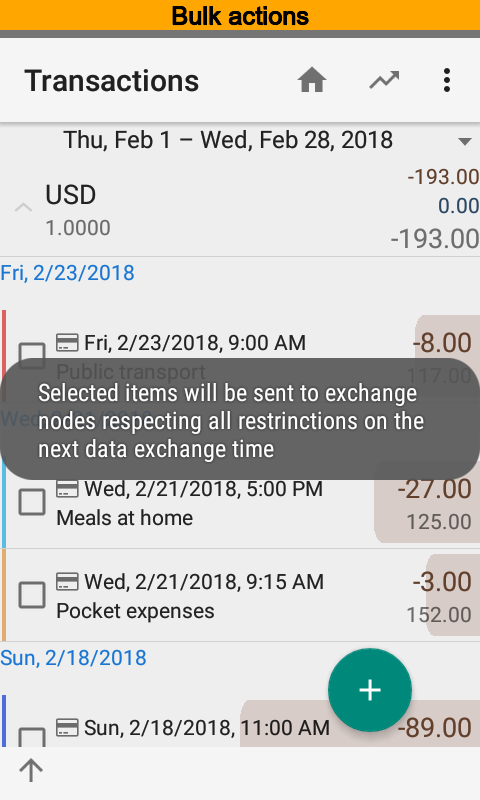 Bulk actions
Transactions
Thu, Feb 1 – Wed, Feb 28, 2018
-193.00
USD
0.00
1.0000
-193.00
Fri, 2/23/2018
Fri, 2/23/2018, 9:00 AM
-8.00
Public transport
117.00
Selected items will be sent to exchange
nodes respecting all restrinctions on the
next data exchange time
Wed, 2/21/2018, 5:00 PM
-27.00
Meals at home
125.00
Wed, 2/21/2018, 9:15 AM
-3.00
Pocket expenses
152.00
Sun, 2/18/2018
Sun, 2/18/2018, 11:00 AM
-89.00